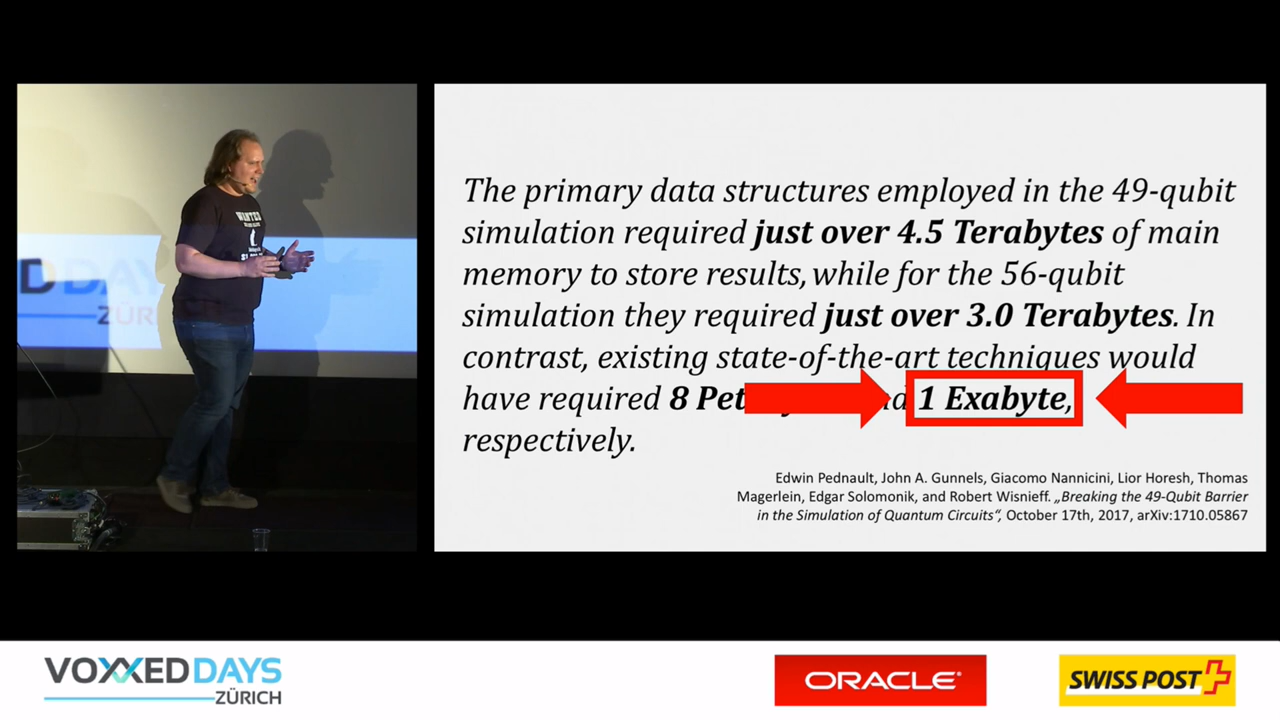 WANTED
DAYS
ZÜR
The primary data structures employed in the 49-qubit
simulation required just over 4.5 Terabytes of main
memory to store results, while for the 56-qubit
simulation they required just over 3.0 Terabytes. In
contrast, existing state-of-the-art techniques would
have required 8 1 Exabyte,
respectively.
Edwin Pednault, John A. Gunnels, Giacomo Nannicini, Lior Horesh, Thomas
Magerlein, Edgar Solomonik, and Robert Wisnieff. „Breaking the 49-Qubit Barrier
in the Simulation of Quantum Circuits“, October 17th, 2017, arXiv:1710.05867
VOXXED DAYS
ZÜRICH
ORACLE®
SWISS POST